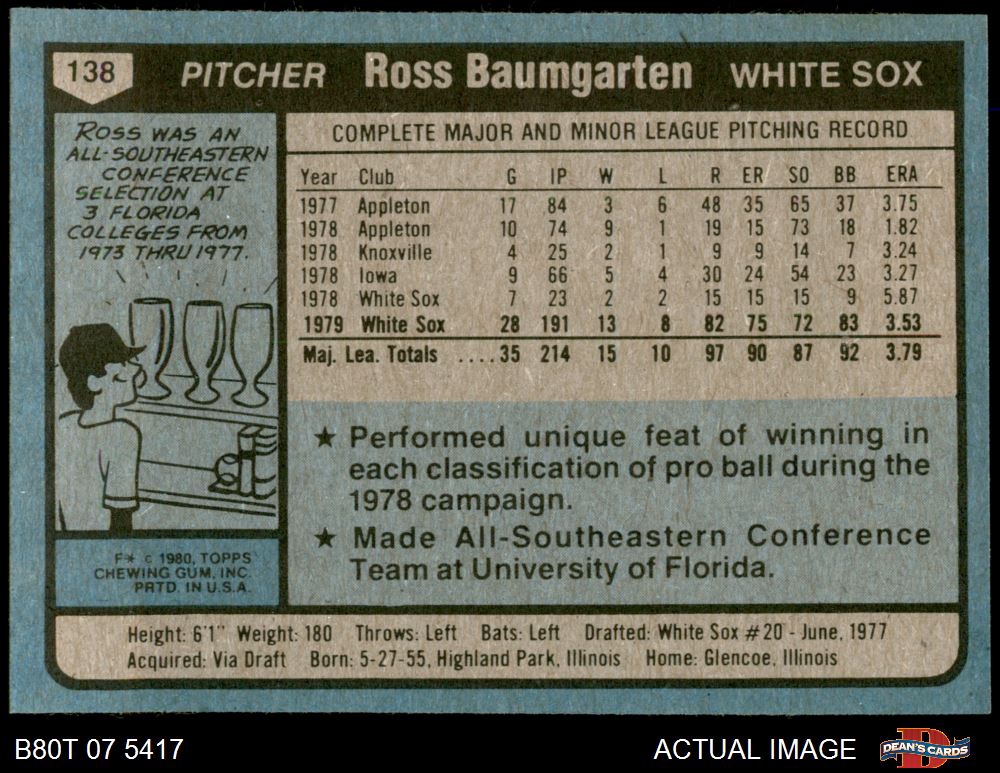 138 PITCHER Ross Baumgarten WHITE SOX
ROSS WAS AN
ALL-SOUTHEASTERN
CONFERENCE
SELECTION AT
3 FLORIDA
COLLEGES FROM
1973 THRU 1977.
COMPLETE MAJOR AND MINOR LEAGUE PITCHING RECORD
Year Club G IP W L R ER SO BB ERA
1977 Appleton 17 84 3 6 48 35 65 37 3.75
1978 Appleton 10 74 9 1 19 15 73 18 1.82
1978 Knoxville 4 25 2 1 9 9 14 7 3.24
1978 Iowa 9 66 5 4 30 24 54 23 3.27
1978 White Sox 7 23 2 2 15 15 15 9 5.87
1979 White Sox 28 191 13 8 82 75 72 83 3.53
Maj. Lea. Totals ....35 214 15 10 97 90 87 92 3.79
★ Performed unique feat of winning in
each classification of pro ball during the
1978 campaign.
★ Made All-Southeastern Conference
Team at University of Florida.
F* © 1980, TOPPS
CHEWING GUM, INC.
PRTD. IN U.S.A.
Height: 6'1" Weight: 180 Throws: Left Bats: Left Drafted: White Sox #20 - June, 1977
Acquired: Via Draft Born: 5-27-55, Highland Park, Illinois Home: Glencoe, Illinois
B80T 07 5417 ACTUAL IMAGE DEAN'S CARDS